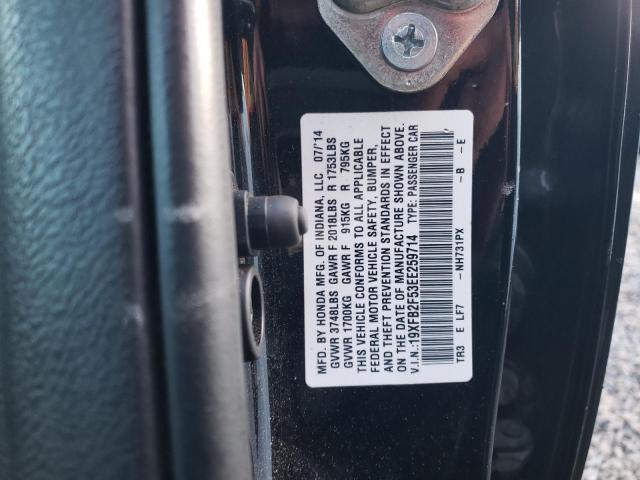 MFD. BY HONDA MFG. OF INDIANA, LLC 07/'14
GVWR 3748LBS GAWR F 2018LBS R 1753LBS
GVWR 1700KG GAWR F 915KG R 795KG
THIS VEHICLE CONFORMS TO ALL APPLICABLE
FEDERAL MOTOR VEHICLE SAFETY, BUMPER,
AND THEFT PREVENTION STANDARDS IN EFFECT
ON THE DATE OF MANUFACTURE SHOWN ABOVE.
V.I.N.:19XFB2F53EE259714 TYPE: PASSENGER CAR
TR3 E LF7 -NH731PX -B -E